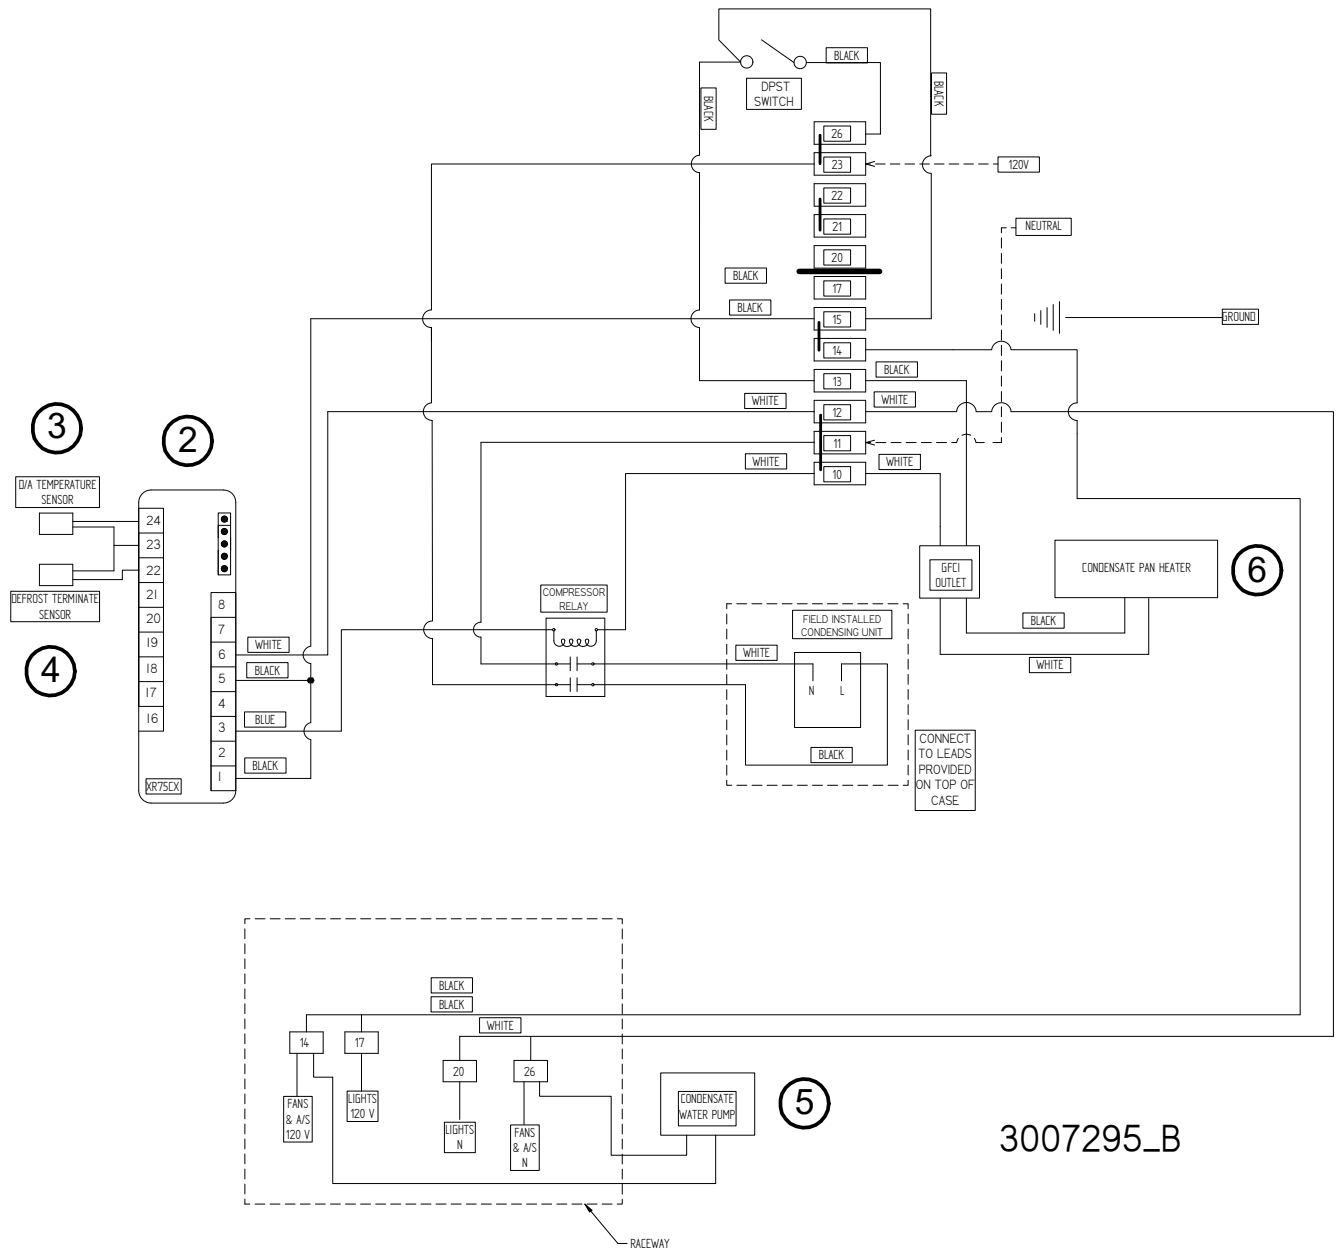 BLACK
DPST
SWITCH
BLACK
BLACK
26
23
120V
22
21
NEUTRAL
20
BLACK
17
BLACK
15
GROUND
14
13
BLACK
WHITE
12
WHITE
11
WHITE
10
WHITE
3
2
D/A TEMPERATURE
SENSOR
24
23
22
21
20
19
18
17
16
DEFROST TERMINATE
SENSOR
4
8
7
6
5
4
3
2
1
XR75CX
WHITE
BLACK
BLUE
BLACK
COMPRESSOR
RELAY
FIELD INSTALLED
CONDENSING UNIT
WHITE
N
L
BLACK
CONNECT
TO LEADS
PROVIDED
ON TOP OF
CASE
GFCI
OUTLET
CONDENSATE PAN HEATER
6
BLACK
WHITE
BLACK
BLACK
WHITE
14
17
20
26
FANS
& A/S
120 V
LIGHTS
120 V
LIGHTS
N
FANS
& A/S
N
CONDENSATE
WATER PUMP
5
3007295_B
RACEWAY